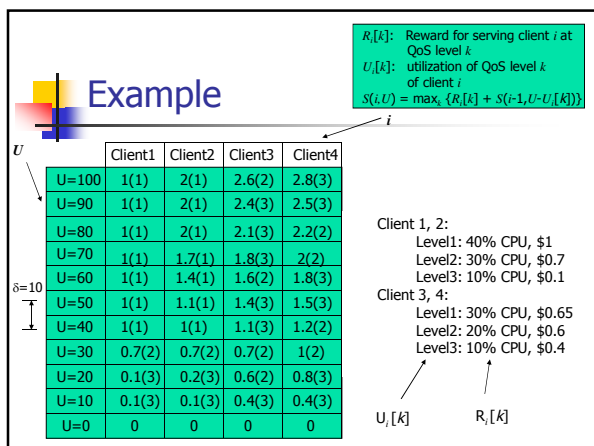 R_i[k]: Reward for serving client i at
QoS level k
U_i[k]: utilization of QoS level k
of client i
S(i,U) = max_k {R_i[k] + S(i-1,U-U_i[k])}
Example
i
U
Client1 Client2 Client3 Client4
U=100 1(1) 2(1) 2.6(2) 2.8(3)
U=90 1(1) 2(1) 2.4(3) 2.5(3)
U=80 1(1) 2(1) 2.1(3) 2.2(2)
U=70 1(1) 1.7(1) 1.8(3) 2(2)
U=60 1(1) 1.4(1) 1.6(2) 1.8(3)
U=50 1(1) 1.1(1) 1.4(3) 1.5(3)
U=40 1(1) 1(1) 1.1(3) 1.2(2)
U=30 0.7(2) 0.7(2) 0.7(2) 1(2)
U=20 0.1(3) 0.2(3) 0.6(2) 0.8(3)
U=10 0.1(3) 0.1(3) 0.4(3) 0.4(3)
U=0 0 0 0 0
δ=10
Client 1, 2:
Level1: 40% CPU, $1
Level2: 30% CPU, $0.7
Level3: 10% CPU, $0.1
Client 3, 4:
Level1: 30% CPU, $0.65
Level2: 20% CPU, $0.6
Level3: 10% CPU, $0.4
U_i[k] R_i[k]